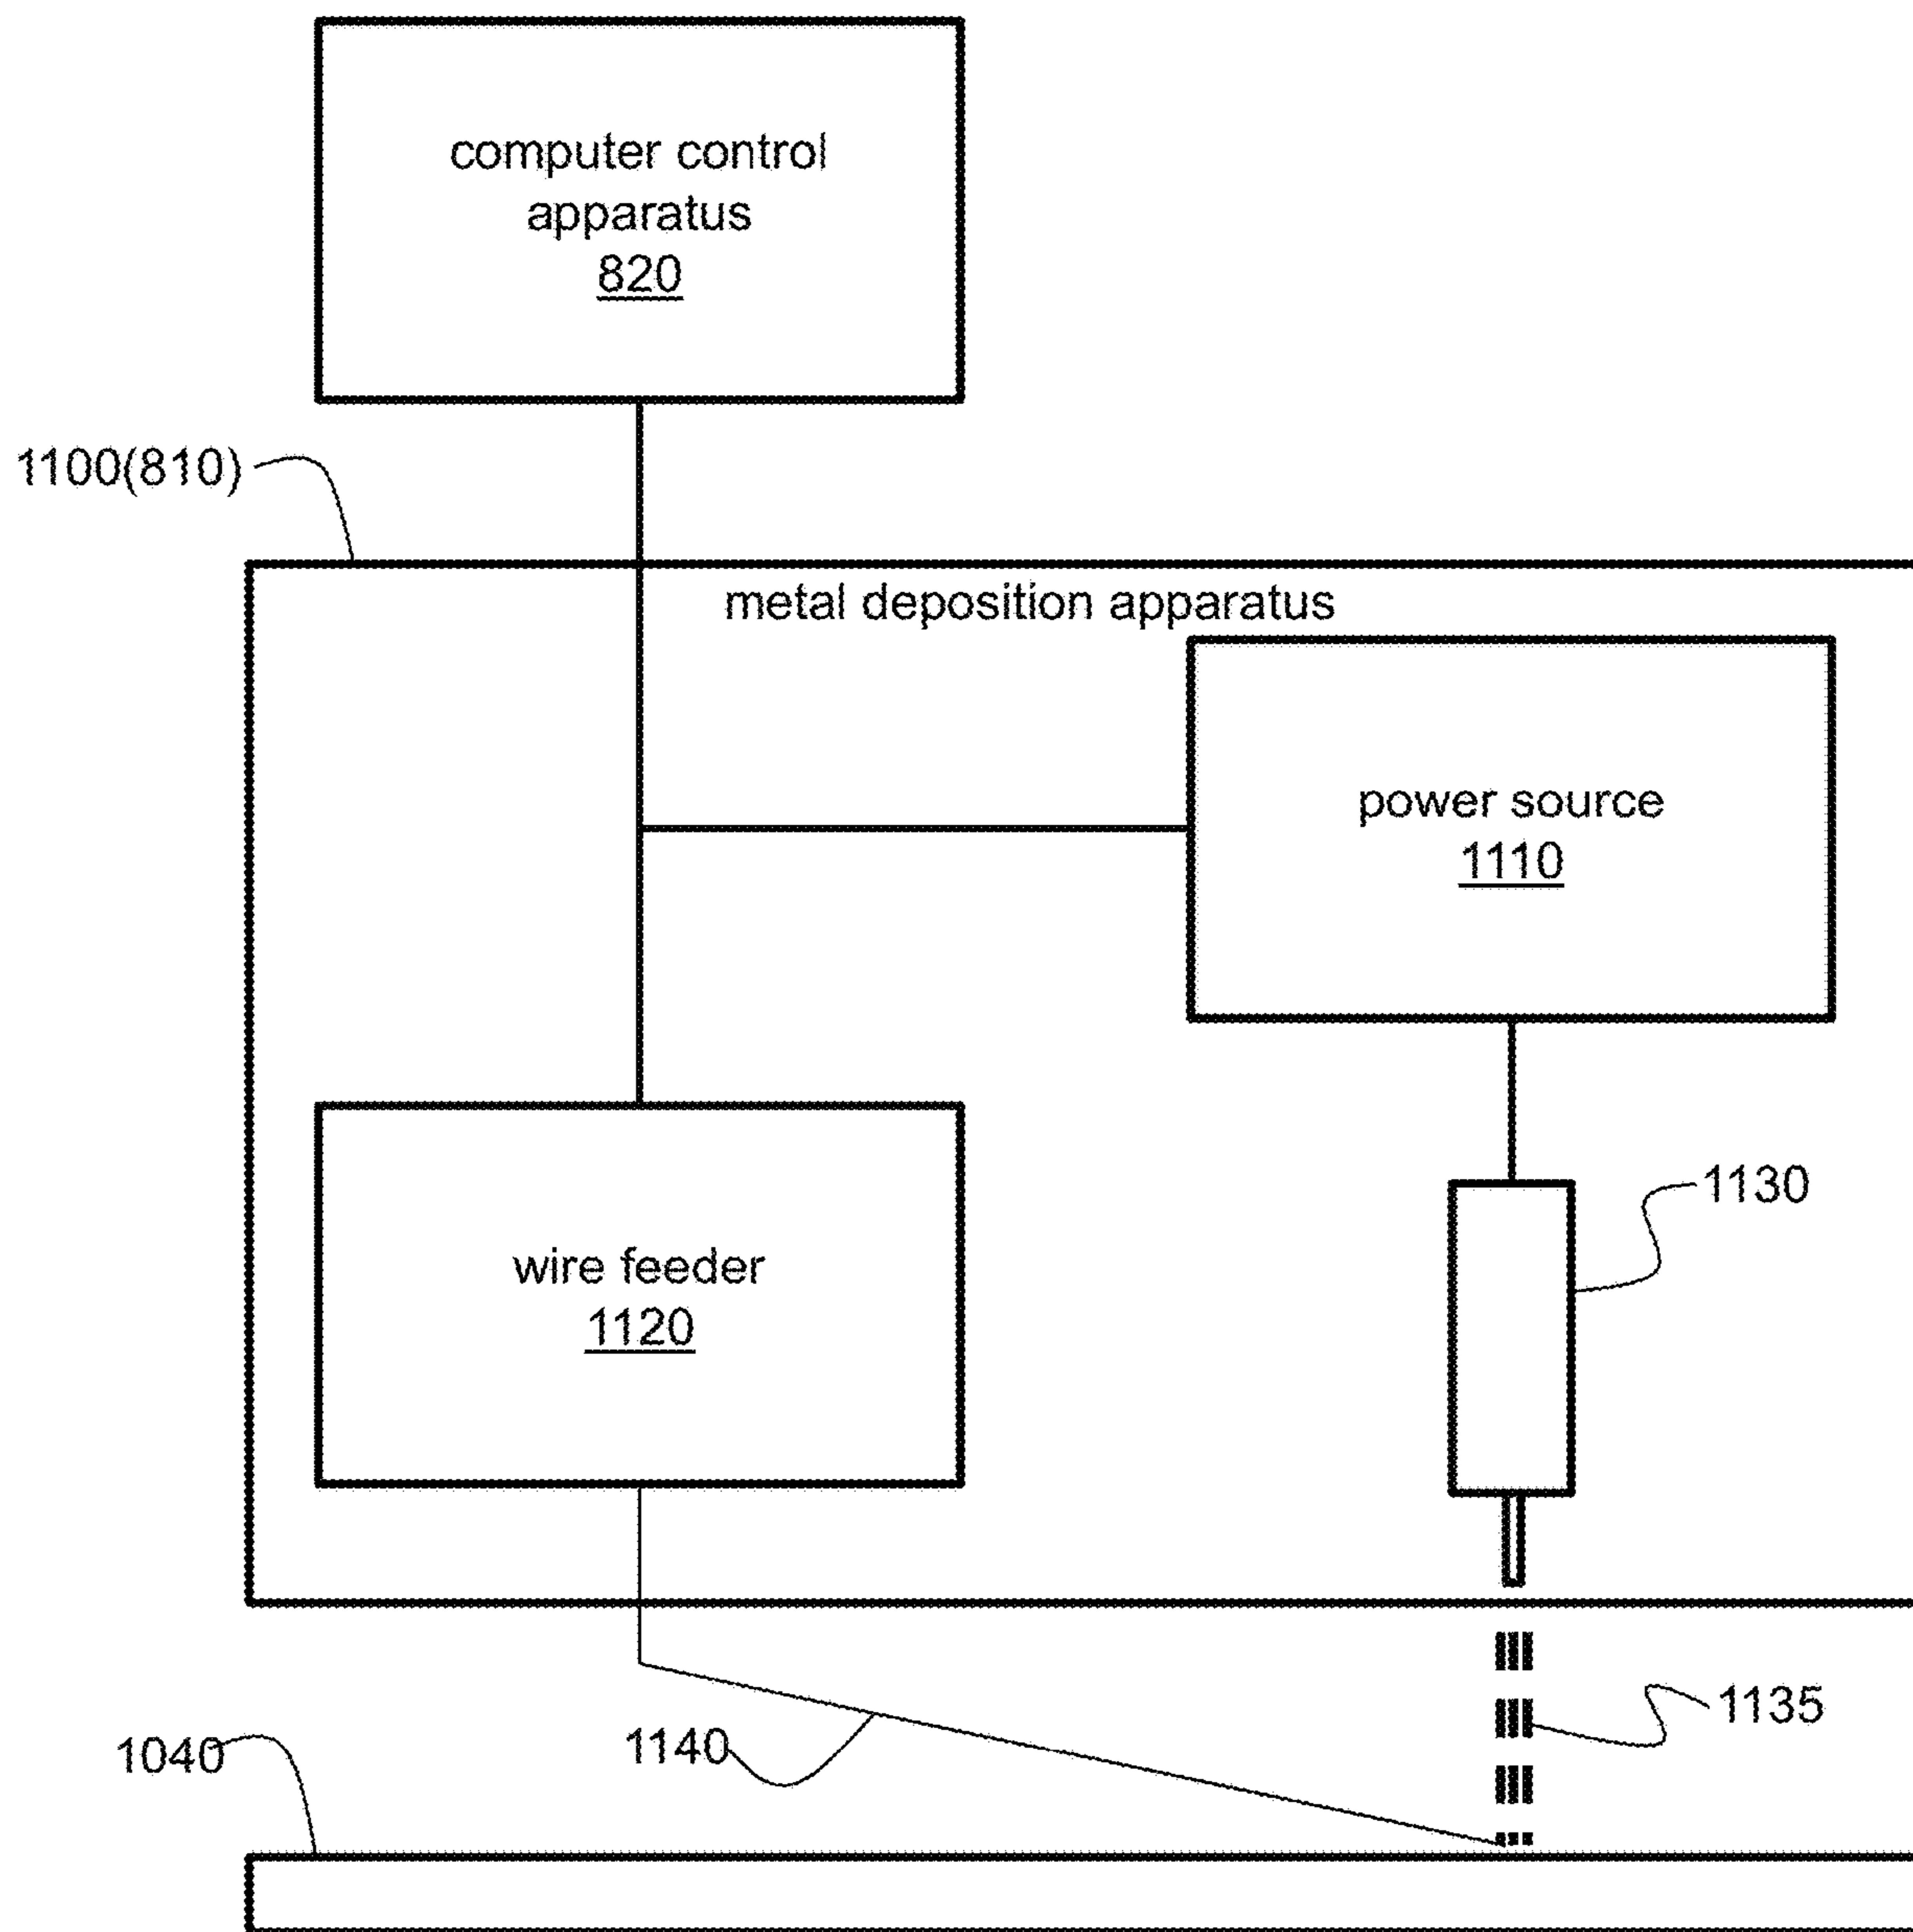 computer control
apparatus
820
1100(810)
metal deposition apparatus
power source
1110
1130
wire feeder
1120
1135
1140
1040